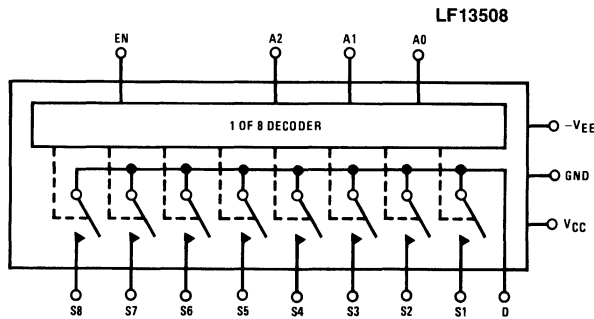 LF13508
EN A2 A1 A0
1 OF 8 DECODER
-VEE
GND
VCC
S8 S7 S6 S5 S4 S3 S2 S1 D